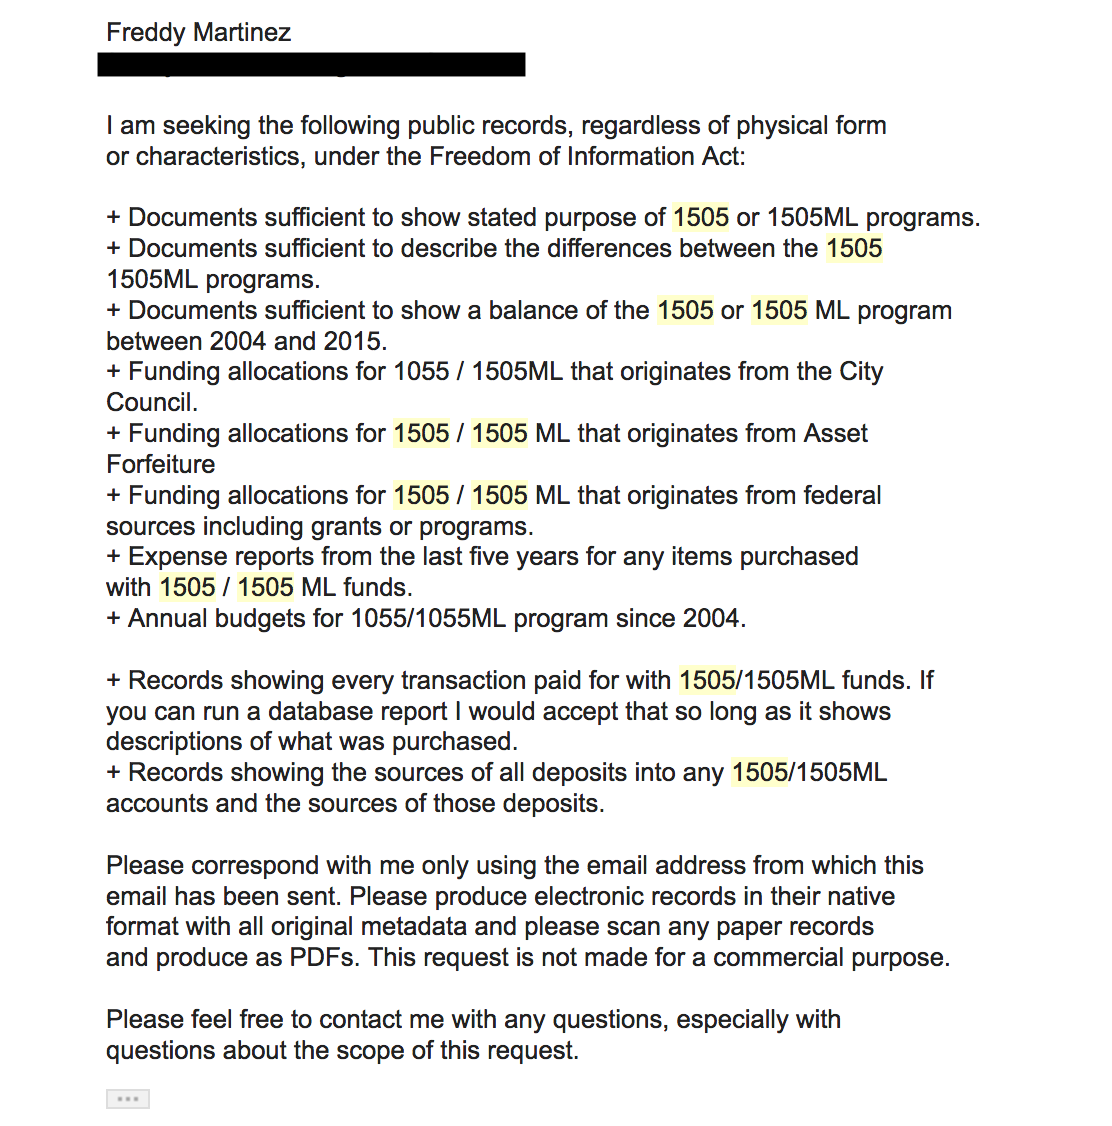 Freddy Martinez
I am seeking the following public records, regardless of physical form
or characteristics, under the Freedom of Information Act:
+ Documents sufficient to show stated purpose of 1505 or 1505ML programs.
+ Documents sufficient to describe the differences between the 1505
1505ML programs.
+ Documents sufficient to show a balance of the 1505 or 1505 ML program
between 2004 and 2015.
+ Funding allocations for 1055 / 1505ML that originates from the City
Council.
+ Funding allocations for 1505 / 1505 ML that originates from Asset
Forfeiture
+ Funding allocations for 1505 / 1505 ML that originates from federal
sources including grants or programs.
+ Expense reports from the last five years for any items purchased
with 1505 / 1505 ML funds.
+ Annual budgets for 1055/1055ML program since 2004.
+ Records showing every transaction paid for with 1505/1505ML funds. If
you can run a database report I would accept that so long as it shows
descriptions of what was purchased.
+ Records showing the sources of all deposits into any 1505/1505ML
accounts and the sources of those deposits.
Please correspond with me only using the email address from which this
email has been sent. Please produce electronic records in their native
format with all original metadata and please scan any paper records
and produce as PDFs. This request is not made for a commercial purpose.
Please feel free to contact me with any questions, especially with
questions about the scope of this request.